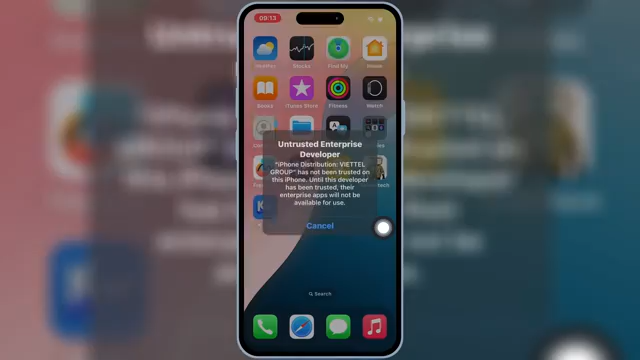 09:13
Weather
Stocks
Find My
Home
Books
iTunes Store
Fitness
Watch
Untrusted Enterprise
Developer
"iPhone Distribution: VIETTEL
GROUP" has not been trusted on
this iPhone. Until this developer
has been trusted, their
enterprise apps will not be
available for use.
Cancel
Search